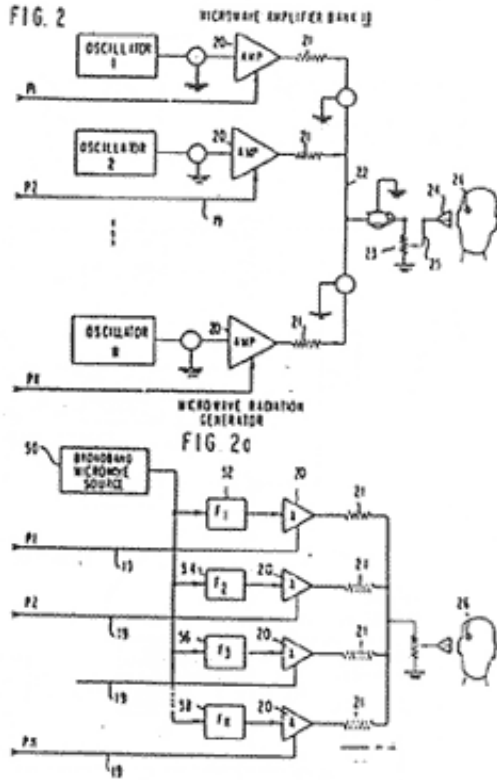 FIG. 2
MICROWAVE AMPLIFIER BANK 19
OSCILLATOR 1
20
AMP
21
P1
OSCILLATOR 2
20
AMP
21
22
24
26
P2
19
23
25
OSCILLATOR N
20
AMP
21
PN
MICROWAVE RADIATION GENERATOR
FIG. 2a
50
BROADBAND MICROWAVE SOURCE
52
20
F1
21
P1
19
54
F2
20
21
P2
19
56
F3
20
21
26
19
58
FN
20
21
PN
19